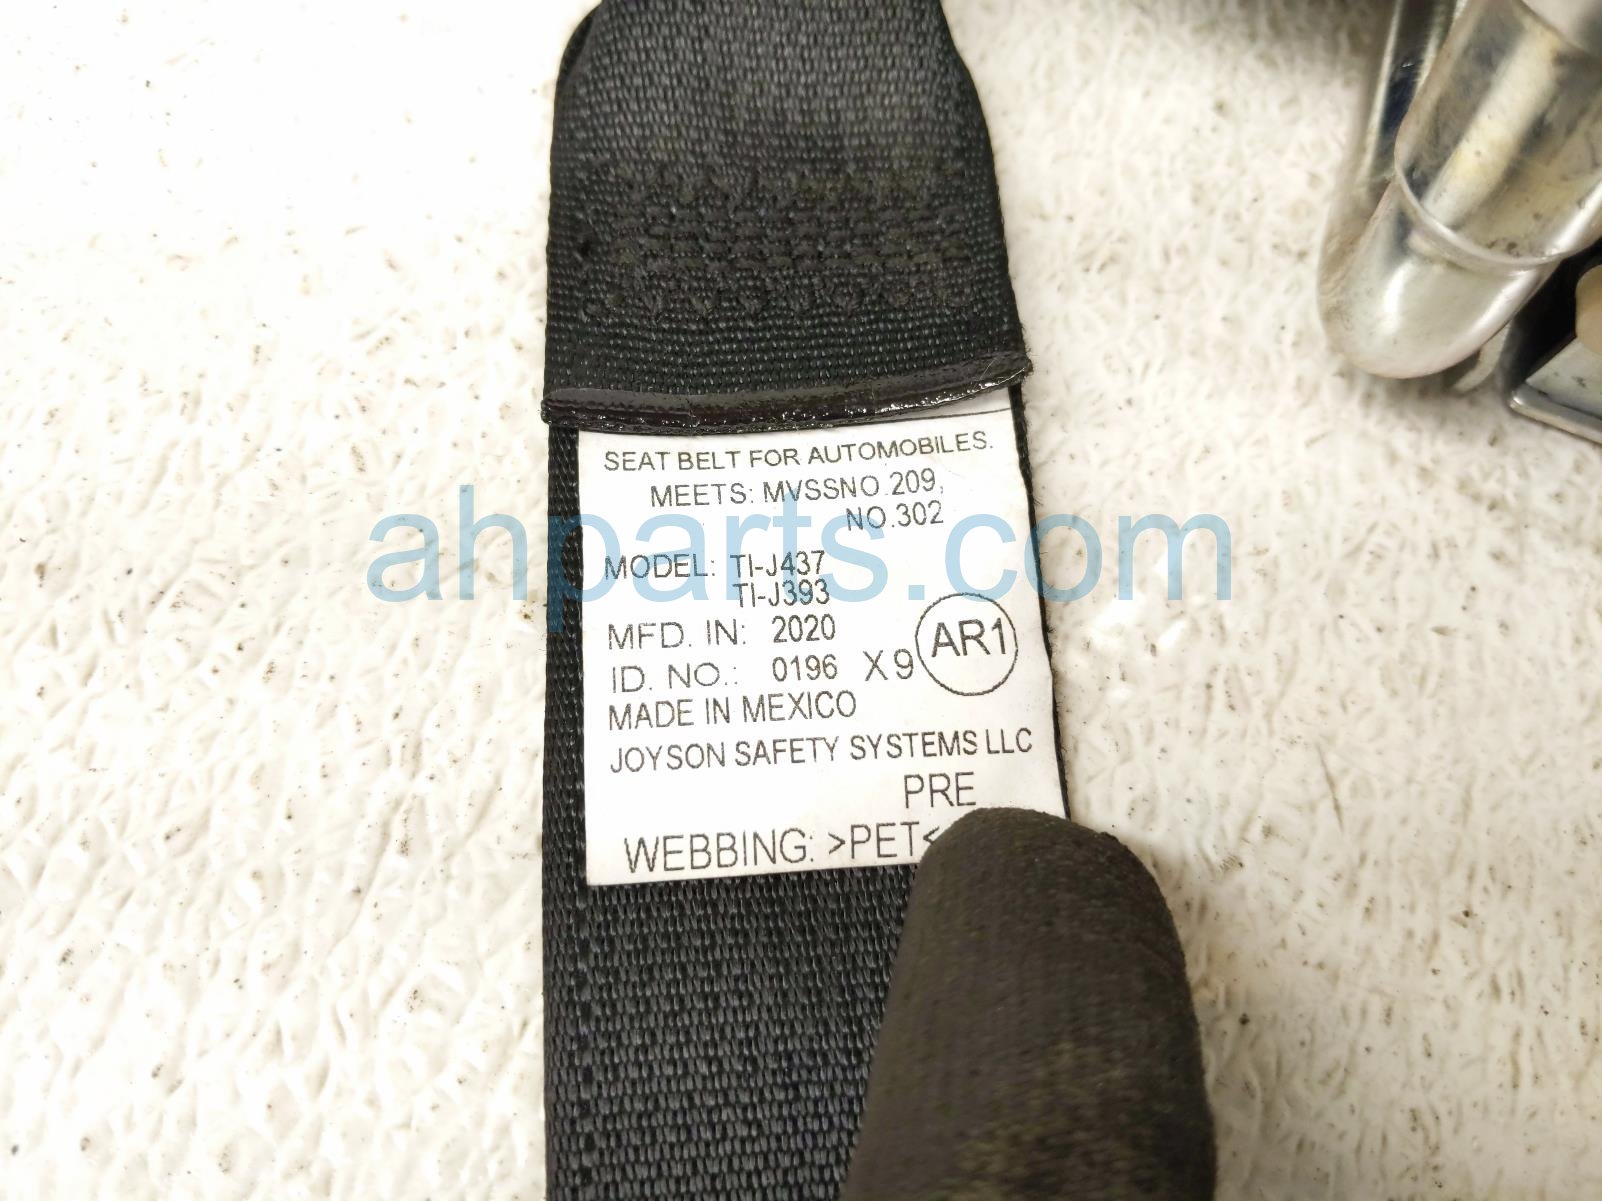 SEAT BELT FOR AUTOMOBILES.
MEETS: MVSSNO.209,
NO.302
ahparts.com
MODEL: TI-J437
TI-J393
MFD. IN: 2020
ID. NO.: 0196 X9 AR1
MADE IN MEXICO
JOYSON SAFETY SYSTEMS LLC
PRE
WEBBING: >PET<